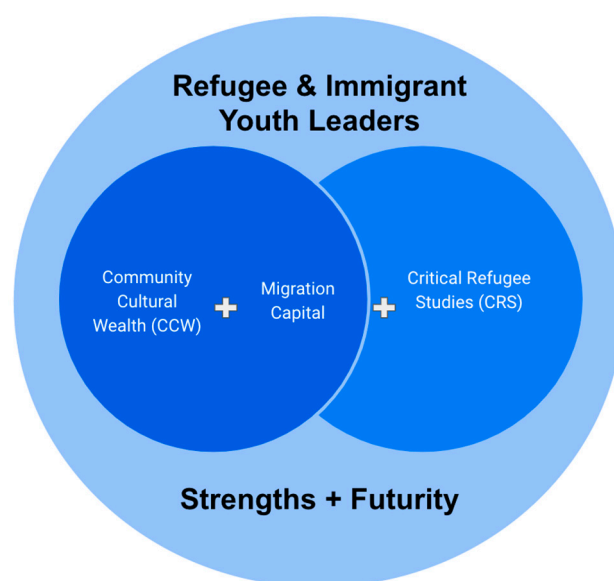 Refugee & Immigrant
Youth Leaders
Community
Cultural
Wealth (CCW)
+
Migration
Capital
+
Critical Refugee
Studies (CRS)
Strengths + Futurity